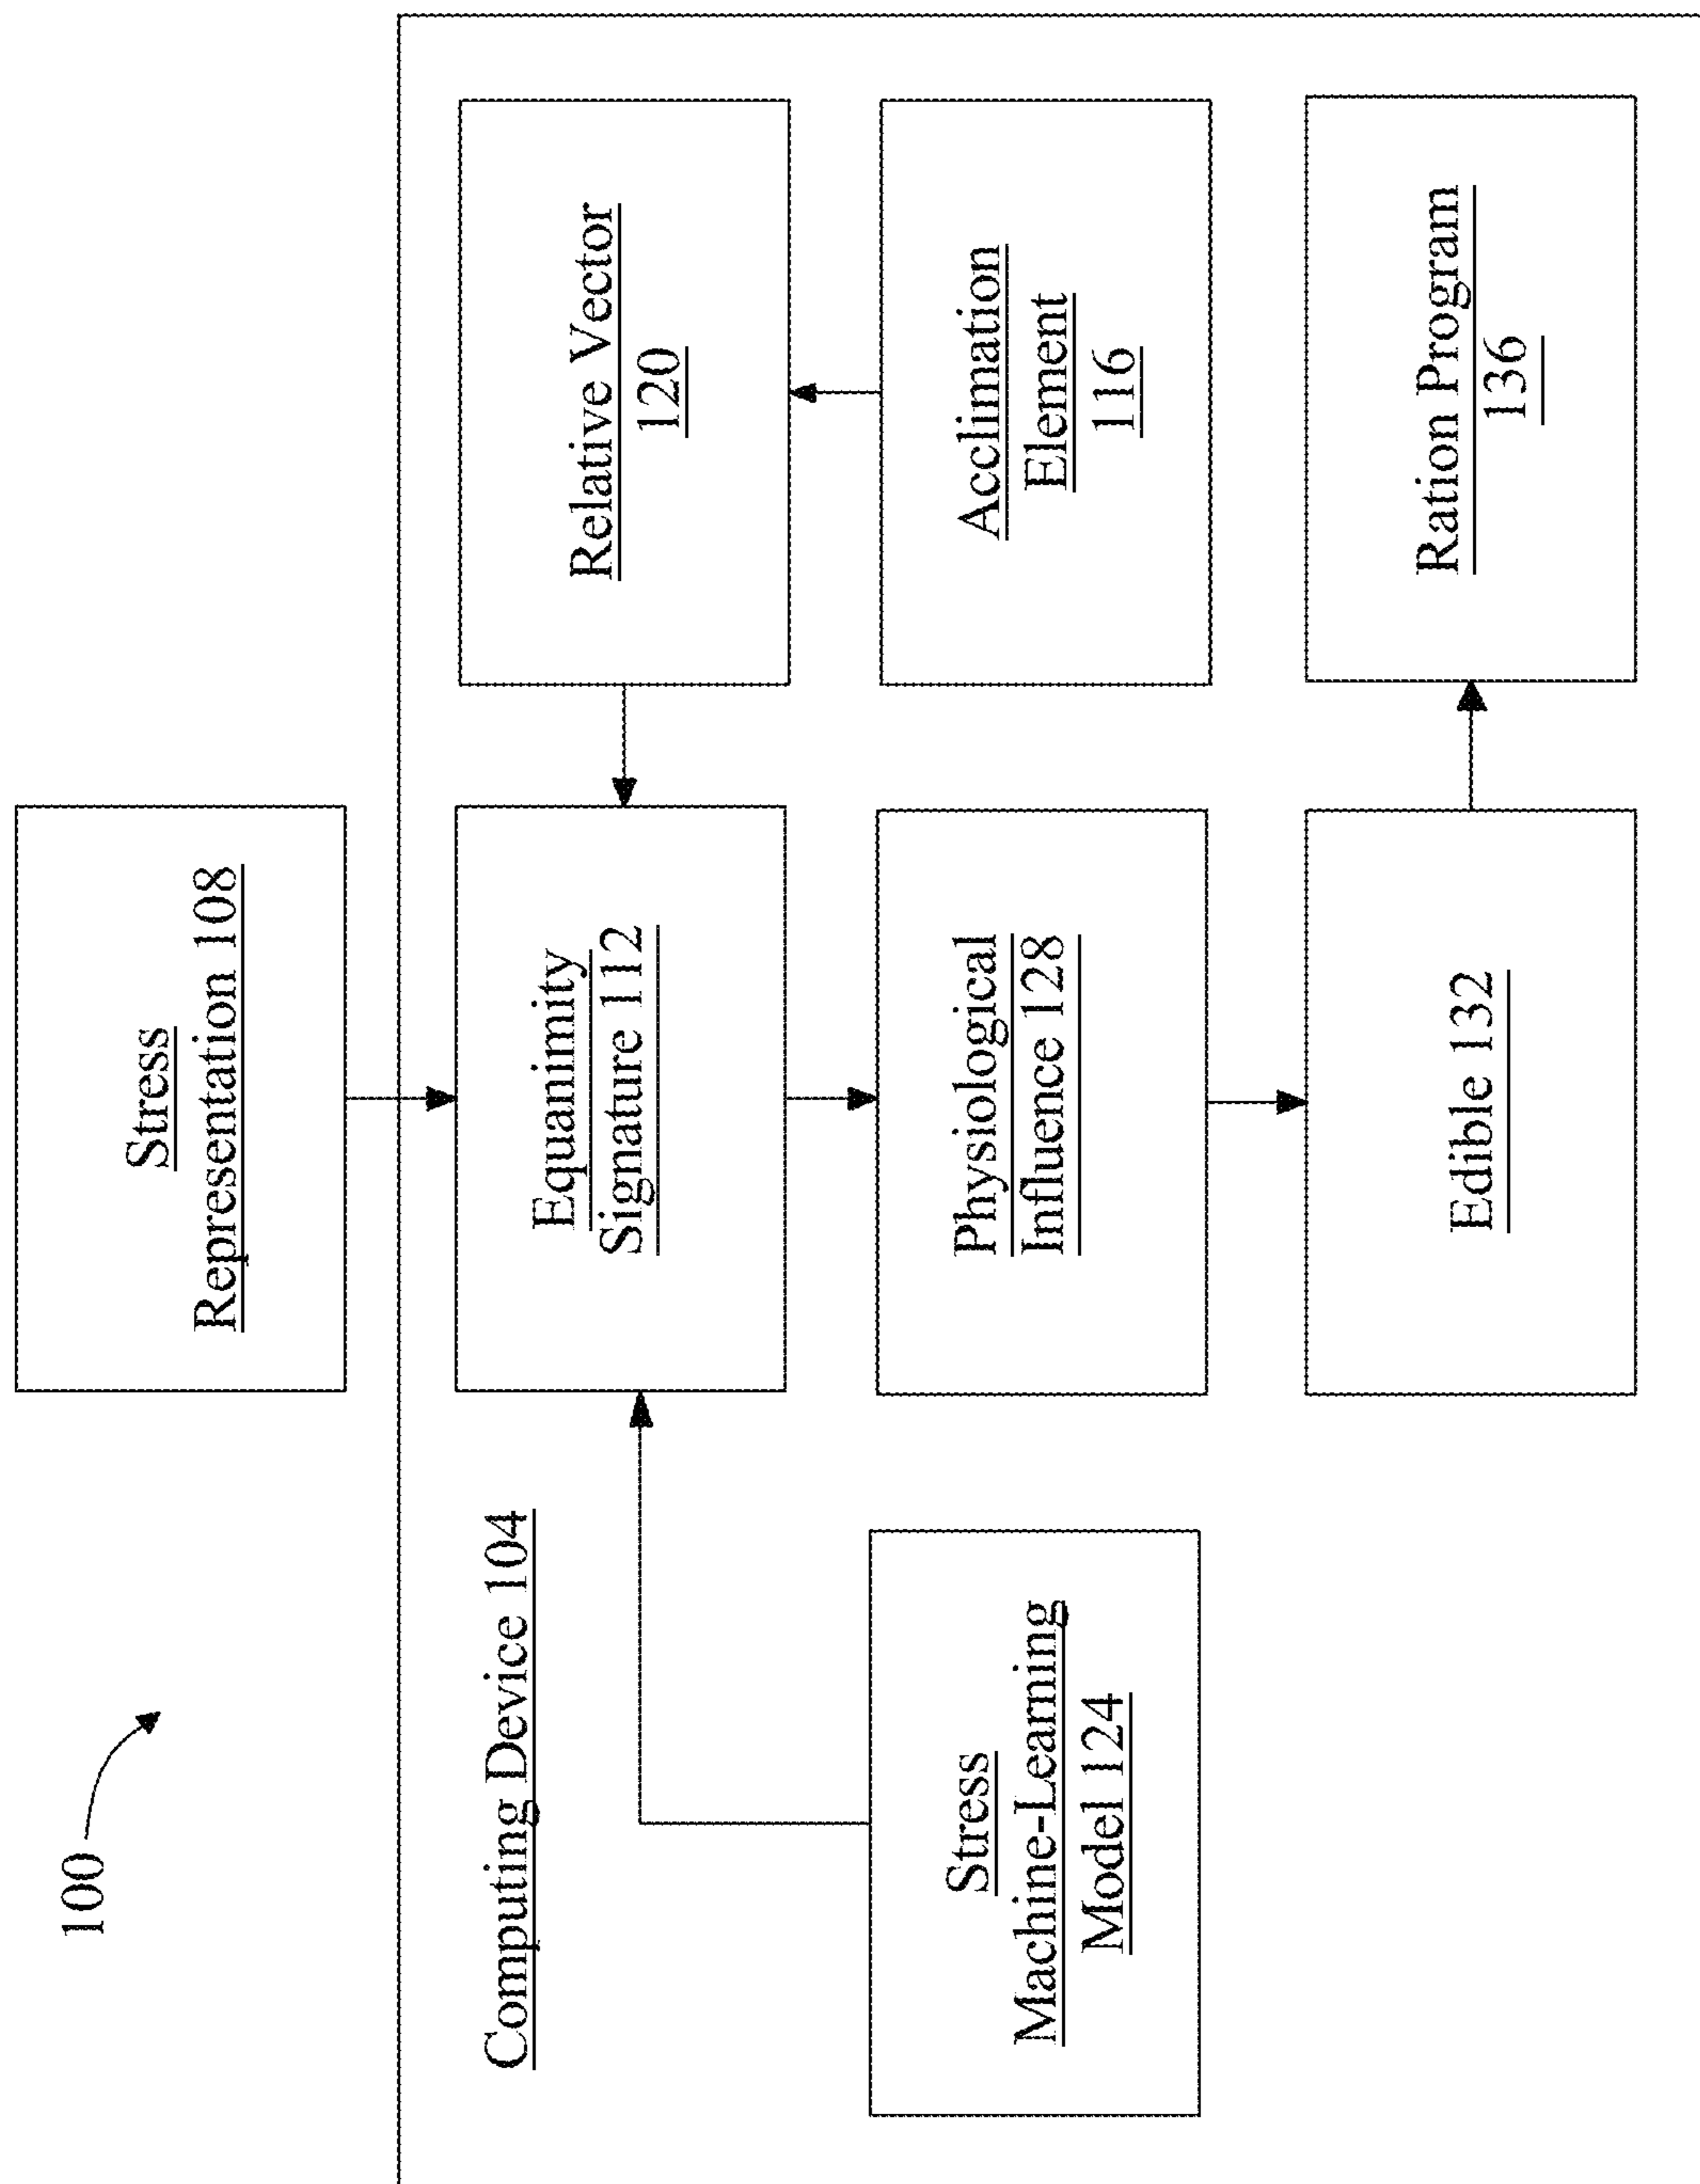 100
Stress
Representation 108
Computing Device 104
Equanimity
Signature 112
Relative Vector
120
Stress
Machine-Learning
Model 124
Physiological
Influence 128
Acclimation
Element
116
Edible 132
Ration Program
136